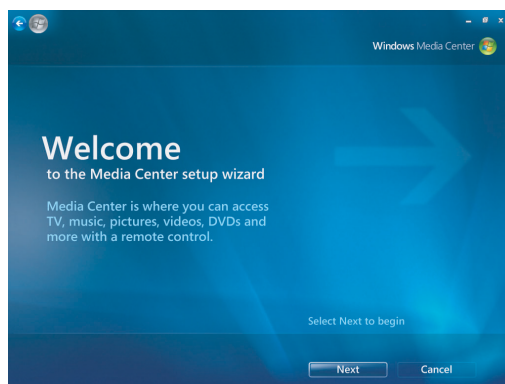 Windows Media Center
Welcome
to the Media Center setup wizard
Media Center is where you can access
TV, music, pictures, videos, DVDs and
more with a remote control.
Select Next to begin
Next Cancel